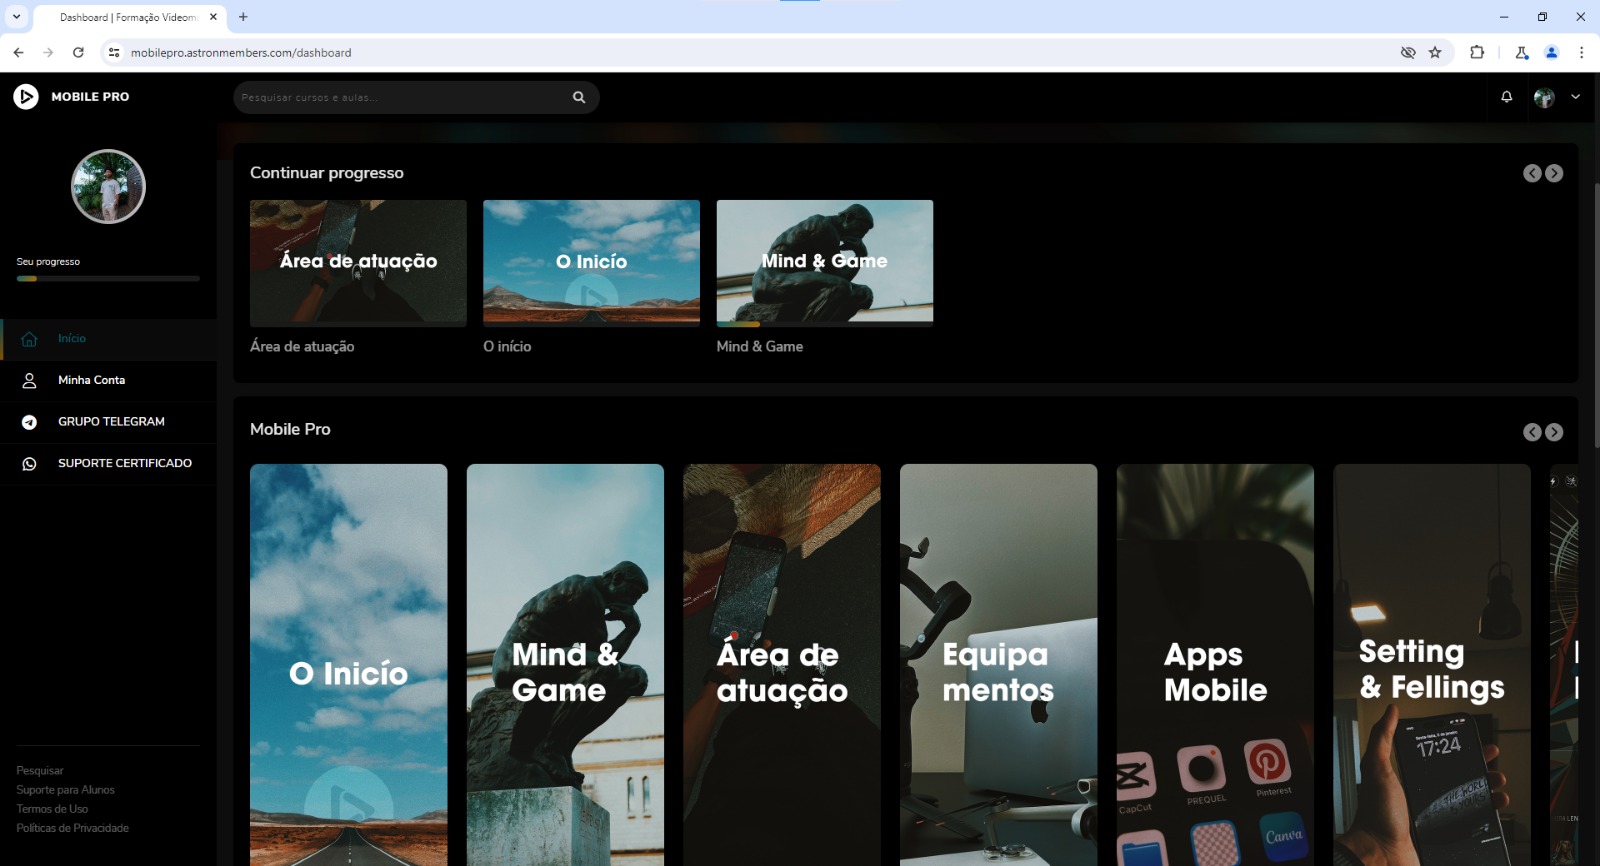 Dashboard | Formação Videom
mobilepro.astronmembers.com/dashboard
MOBILE PRO
Pesquisar cursos e aulas...
Seu progresso
Início
Minha Conta
GRUPO TELEGRAM
SUPORTE CERTIFICADO
Pesquisar
Suporte para Alunos
Termos de Uso
Políticas de Privacidade
Continuar progresso
Área de atuação
O Inicío
Mind & Game
Área de atuação
O início
Mind & Game
Mobile Pro
O Inicío
Mind &
Game
Área de
atuação
Equipa
mentos
Apps
Mobile
CapCut
PREQUEL
Pinterest
Canva
Setting
& Fellings
17:24